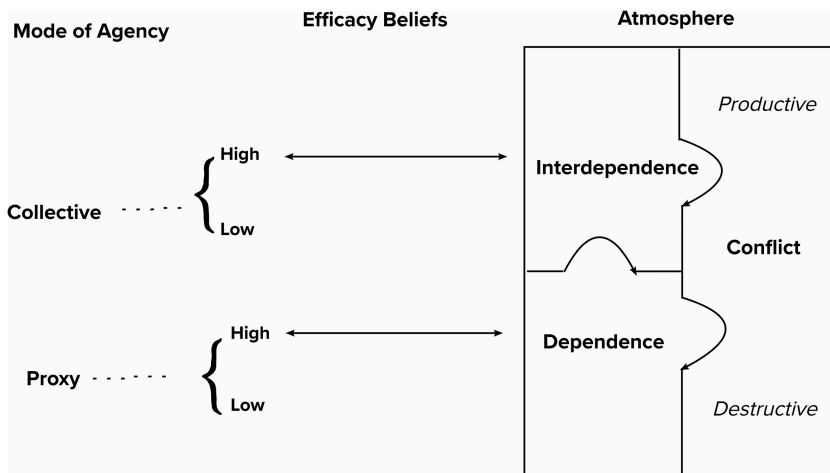 Mode of Agency
Efficacy Beliefs
Atmosphere
Productive
High
Interdependence
Collective
Low
Conflict
High
Dependence
Proxy
Low
Destructive